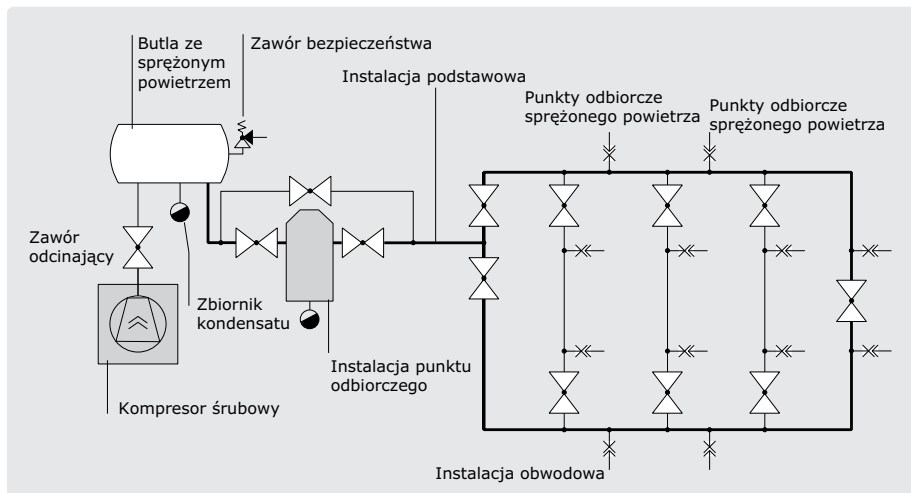 Butla ze
sprężonym
powietrzem
Zawór bezpieczeństwa
Instalacja podstawowa
Punkty odbiorcze
sprężonego powietrza
Punkty odbiorcze
sprężonego powietrza
Zawór
odcinający
Zbiornik
kondensatu
Instalacja punktu
odbiorczego
Kompresor śrubowy
Instalacja obwodowa